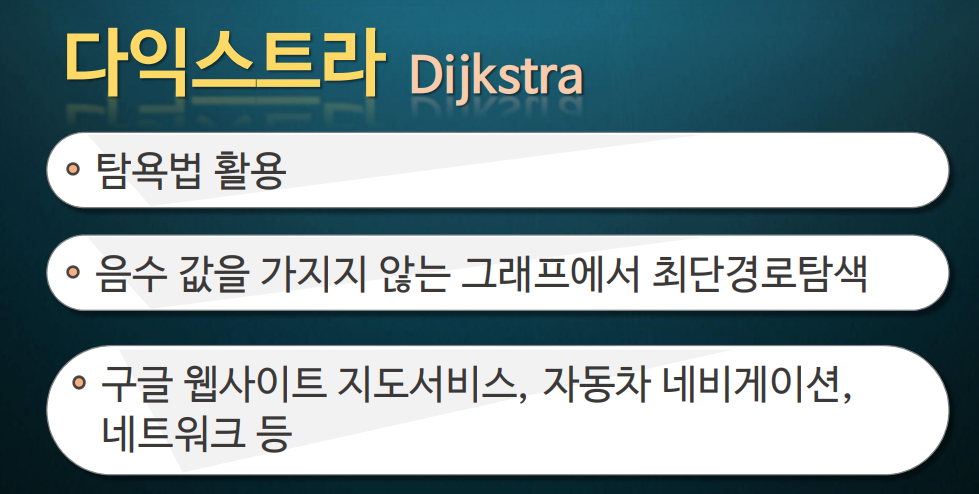 다익스트라 Dijkstra
탐욕법 활용
음수 값을 가지지 않는 그래프에서 최단경로탐색
구글 웹사이트 지도서비스, 자동차 네비게이션,
네트워크 등